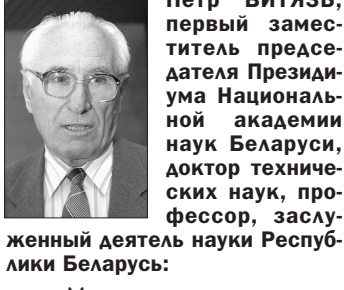 Петр ВИТЯЗЬ,
первый замес-
титель предсе-
дателя Президи-
ума Националь-
ной академии
наук Беларуси,
доктор техниче-
ских наук, про-
фессор, заслу-
женный деятель науки Респуб-
лики Беларусь: